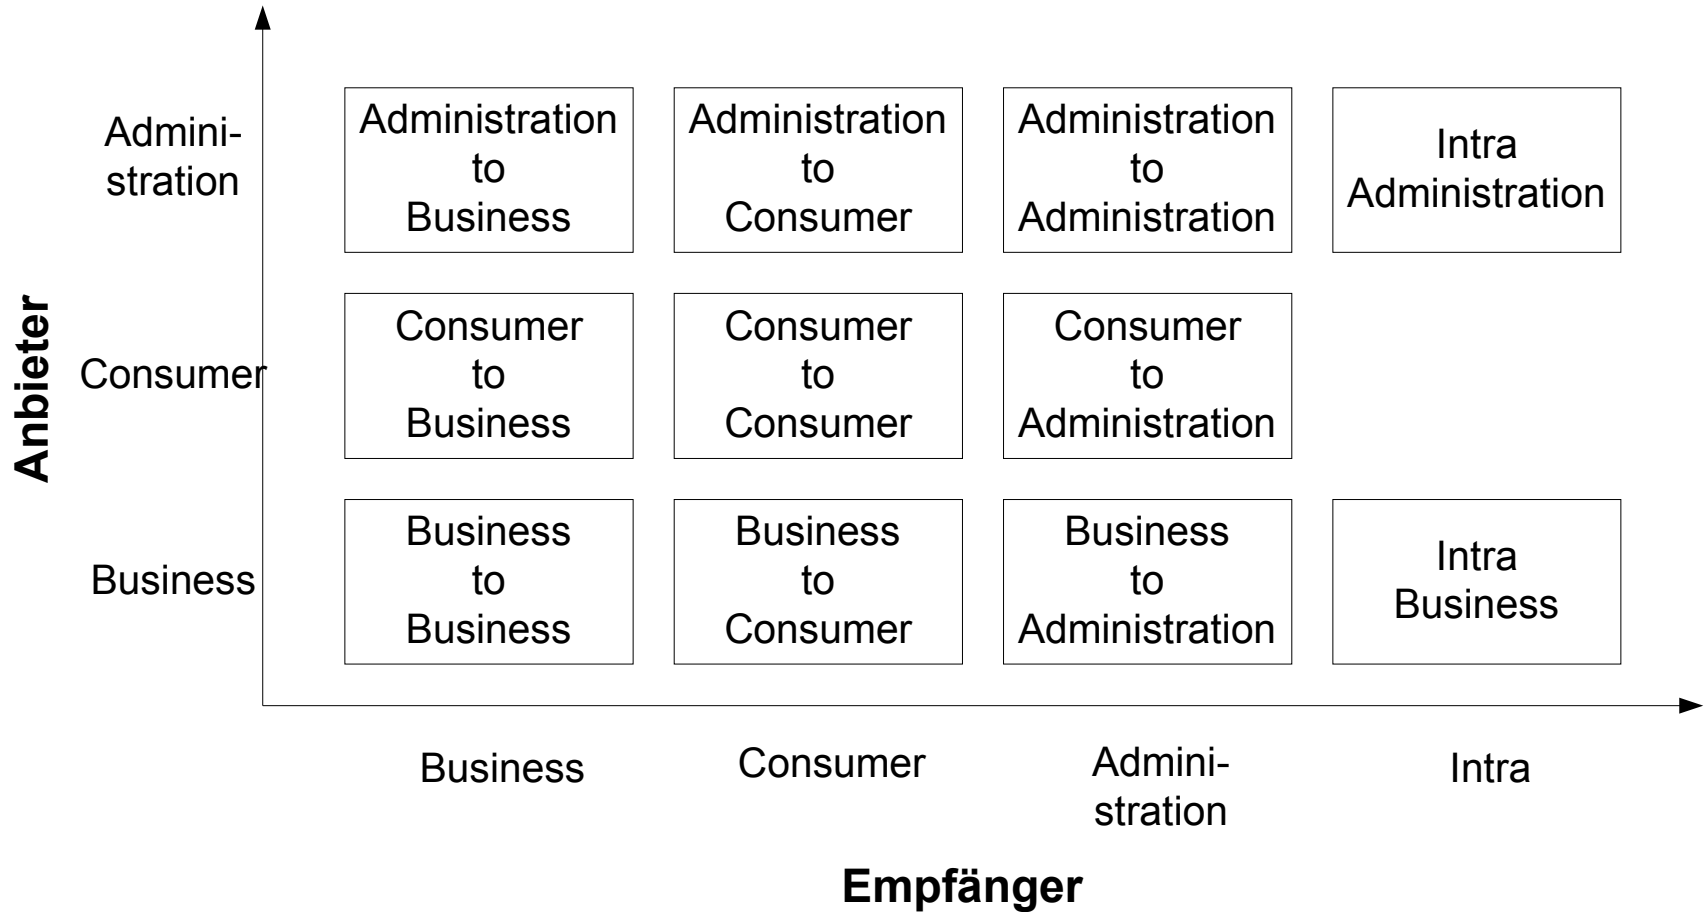 Admini-
stration
Administration
to
Business
Administration
to
Consumer
Administration
to
Administration
Intra
Administration
Anbieter
Consumer
Consumer
to
Business
Consumer
to
Consumer
Consumer
to
Administration
Business
Business
to
Business
Business
to
Consumer
Business
to
Administration
Intra
Business
Business
Consumer
Admini-
stration
Intra
Empfänger